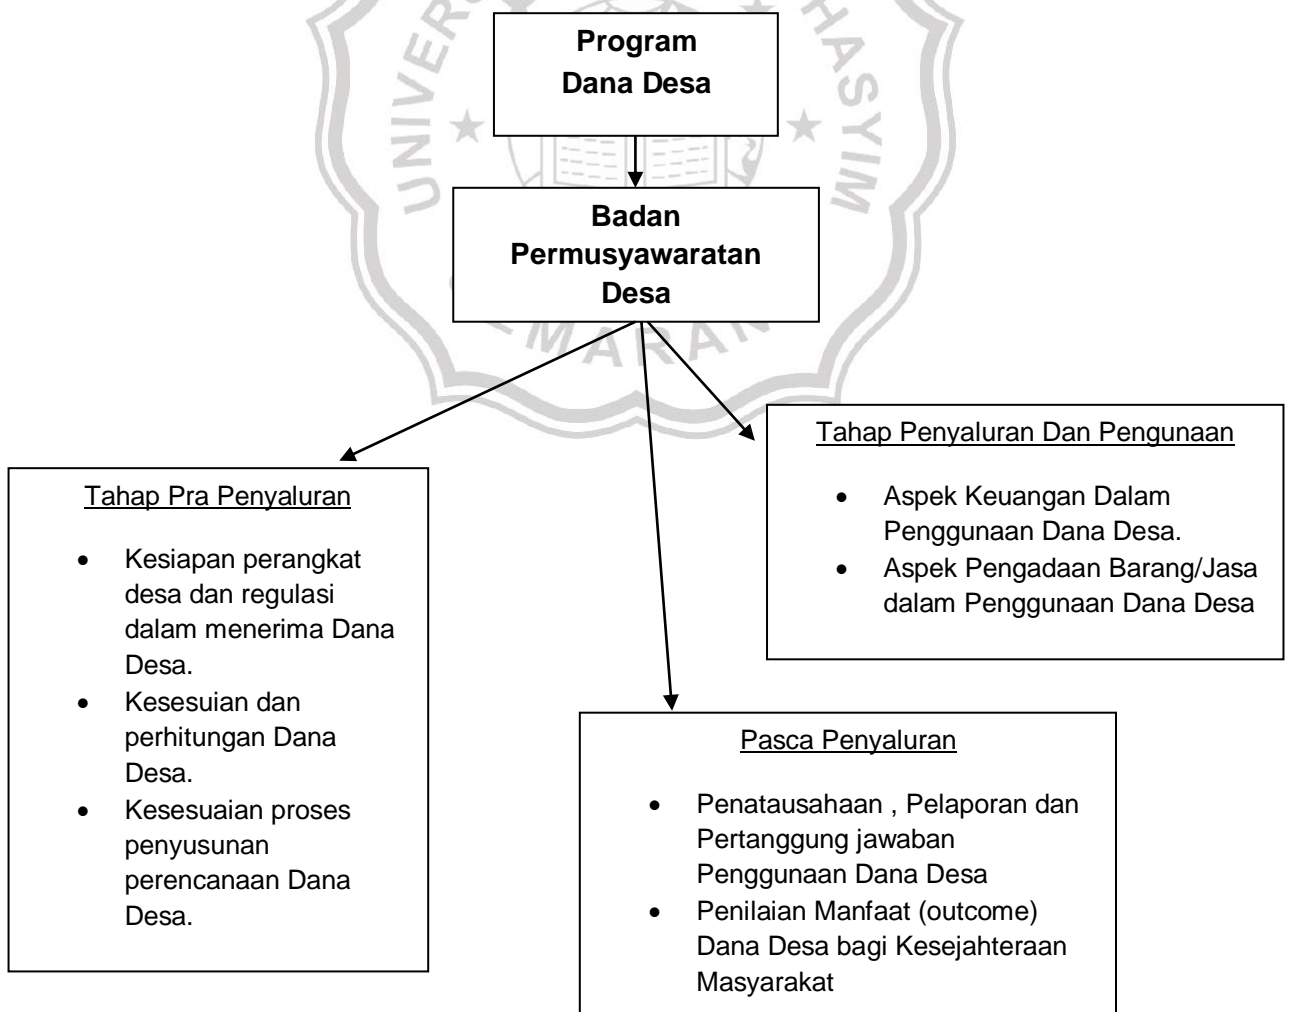 UNIVERS HASYIM
SEMARAN
Program
Dana Desa
Badan
Permusyawaratan
Desa
Tahap Pra Penyaluran
• Kesiapan perangkat
desa dan regulasi
dalam menerima Dana
Desa.
• Kesesuian dan
perhitungan Dana
Desa.
• Kesesuaian proses
penyusunan
perencanaan Dana
Desa.
Tahap Penyaluran Dan Pengunaan
• Aspek Keuangan Dalam
Penggunaan Dana Desa.
• Aspek Pengadaan Barang/Jasa
dalam Penggunaan Dana Desa
Pasca Penyaluran
• Penatausahaan , Pelaporan dan
Pertanggung jawaban
Penggunaan Dana Desa
• Penilaian Manfaat (outcome)
Dana Desa bagi Kesejahteraan
Masyarakat